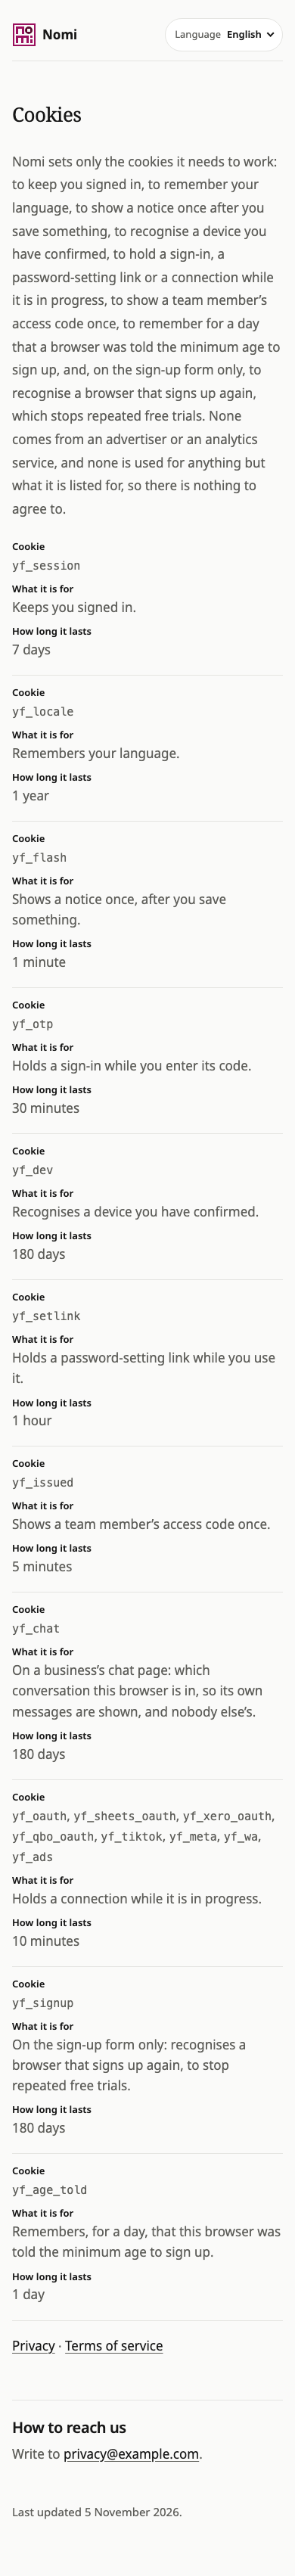 Nomi
Language English
Cookies
Nomi sets only the cookies it needs to work:
to keep you signed in, to remember your
language, to show a notice once after you
save something, to recognise a device you
have confirmed, to hold a sign-in, a
password-setting link or a connection while
it is in progress, to show a team member’s
access code once, to remember for a day
that a browser was told the minimum age to
sign up, and, on the sign-up form only, to
recognise a browser that signs up again,
which stops repeated free trials. None
comes from an advertiser or an analytics
service, and none is used for anything but
what it is listed for, so there is nothing to
agree to.
Cookie
yf_session
What it is for
Keeps you signed in.
How long it lasts
7 days
Cookie
yf_locale
What it is for
Remembers your language.
How long it lasts
1 year
Cookie
yf_flash
What it is for
Shows a notice once, after you save
something.
How long it lasts
1 minute
Cookie
yf_otp
What it is for
Holds a sign-in while you enter its code.
How long it lasts
30 minutes
Cookie
yf_dev
What it is for
Recognises a device you have confirmed.
How long it lasts
180 days
Cookie
yf_setlink
What it is for
Holds a password-setting link while you use
it.
How long it lasts
1 hour
Cookie
yf_issued
What it is for
Shows a team member’s access code once.
How long it lasts
5 minutes
Cookie
yf_chat
What it is for
On a business’s chat page: which
conversation this browser is in, so its own
messages are shown, and nobody else’s.
How long it lasts
180 days
Cookie
yf_oauth, yf_sheets_oauth, yf_xero_oauth,
yf_qbo_oauth, yf_tiktok, yf_meta, yf_wa,
yf_ads
What it is for
Holds a connection while it is in progress.
How long it lasts
10 minutes
Cookie
yf_signup
What it is for
On the sign-up form only: recognises a
browser that signs up again, to stop
repeated free trials.
How long it lasts
180 days
Cookie
yf_age_told
What it is for
Remembers, for a day, that this browser was
told the minimum age to sign up.
How long it lasts
1 day
Privacy · Terms of service
How to reach us
Write to privacy@example.com.
Last updated 5 November 2026.